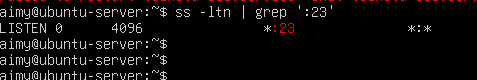 aimy@ubuntu-server:~$ ss -ltn | grep ':23'
LISTEN 0      4096                *:23              *:*
aimy@ubuntu-server:~$
aimy@ubuntu-server:~$
aimy@ubuntu-server:~$